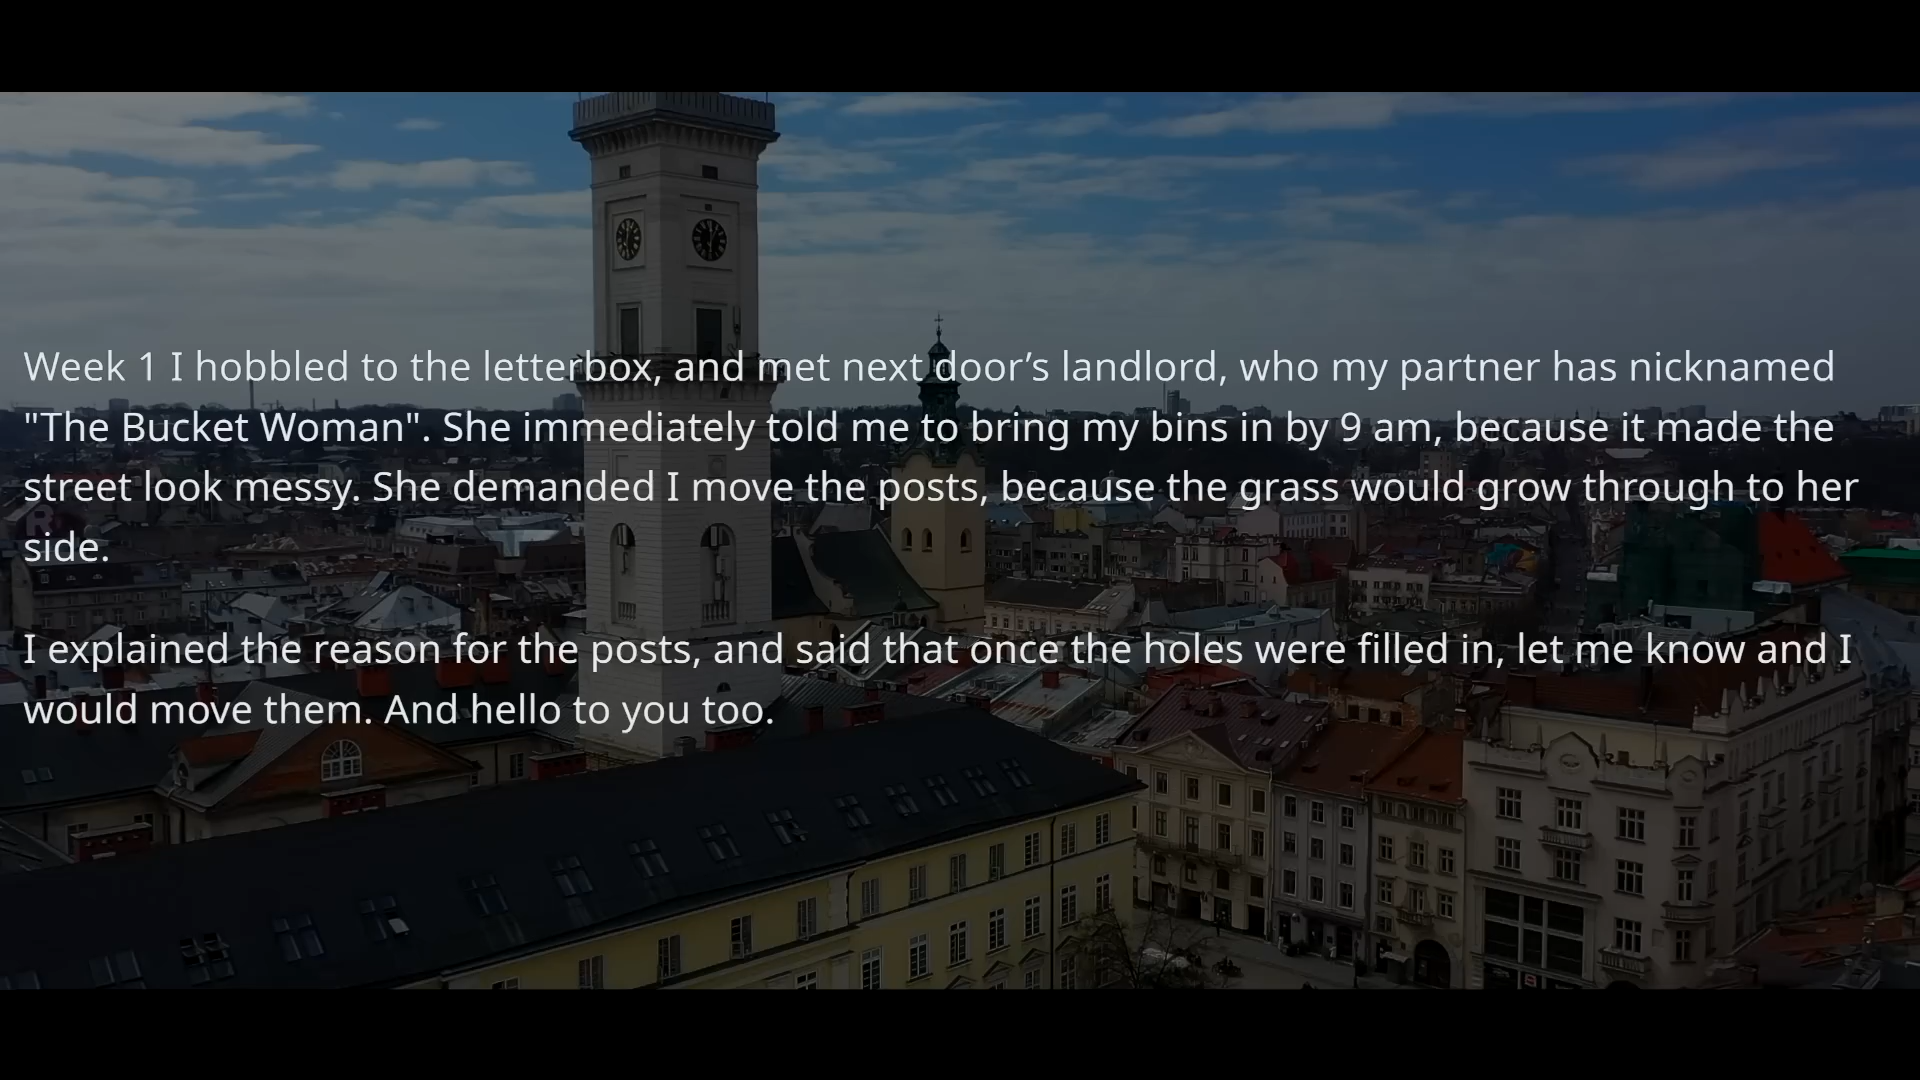 Week 1 I hobbled to the letterbox, and met next door’s landlord, who my partner has nicknamed
"The Bucket Woman". She immediately told me to bring my bins in by 9 am, because it made the
street look messy. She demanded I move the posts, because the grass would grow through to her
side.
I explained the reason for the posts, and said that once the holes were filled in, let me know and I
would move them. And hello to you too.